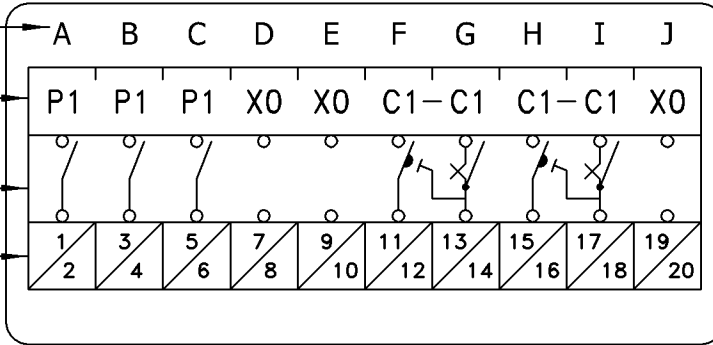 A B C D E F G H I J
P1 P1 P1 X0 X0 C1-C1 C1-C1 X0
1 3 5 7 9 11 13 15 17 19
2 4 6 8 10 12 14 16 18 20